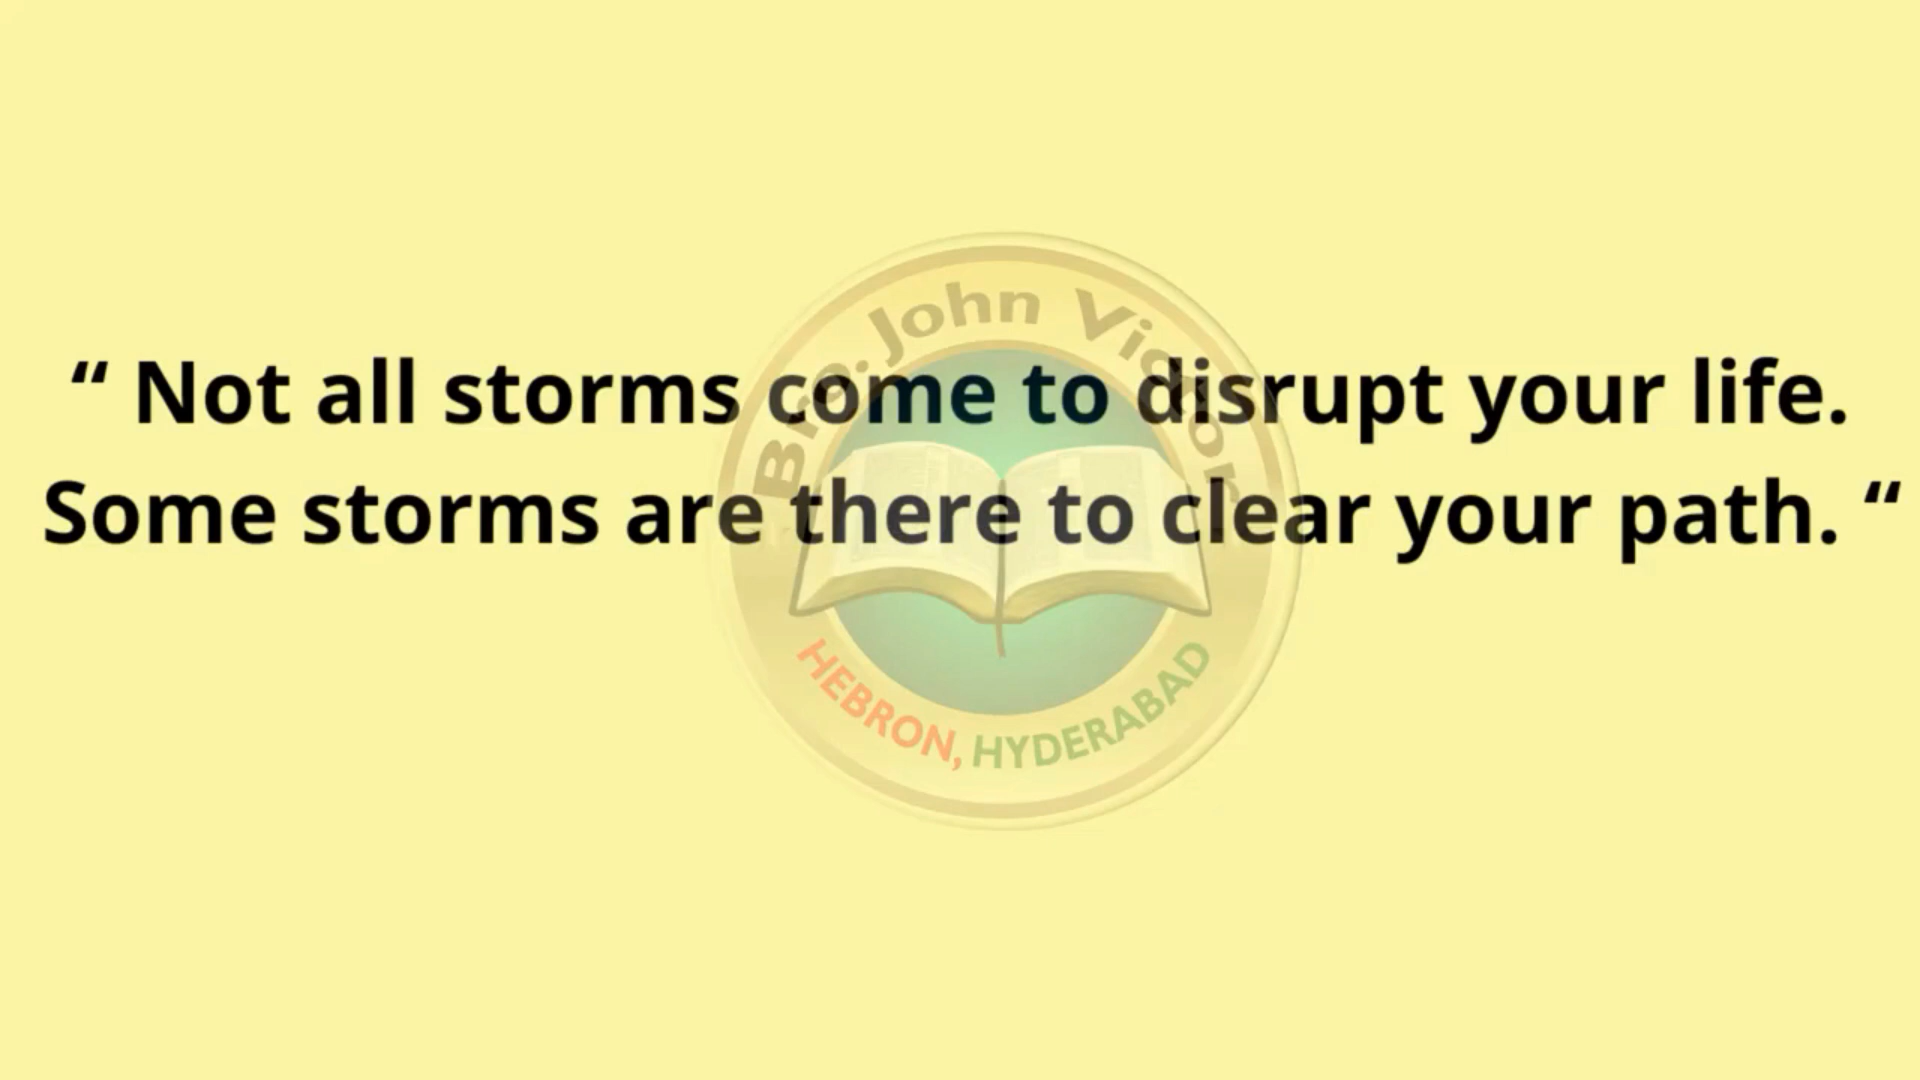 “ Not all storms come to disrupt your life.
Some storms are there to clear your path. “
Bro. John Victor
HEBRON, HYDERABAD